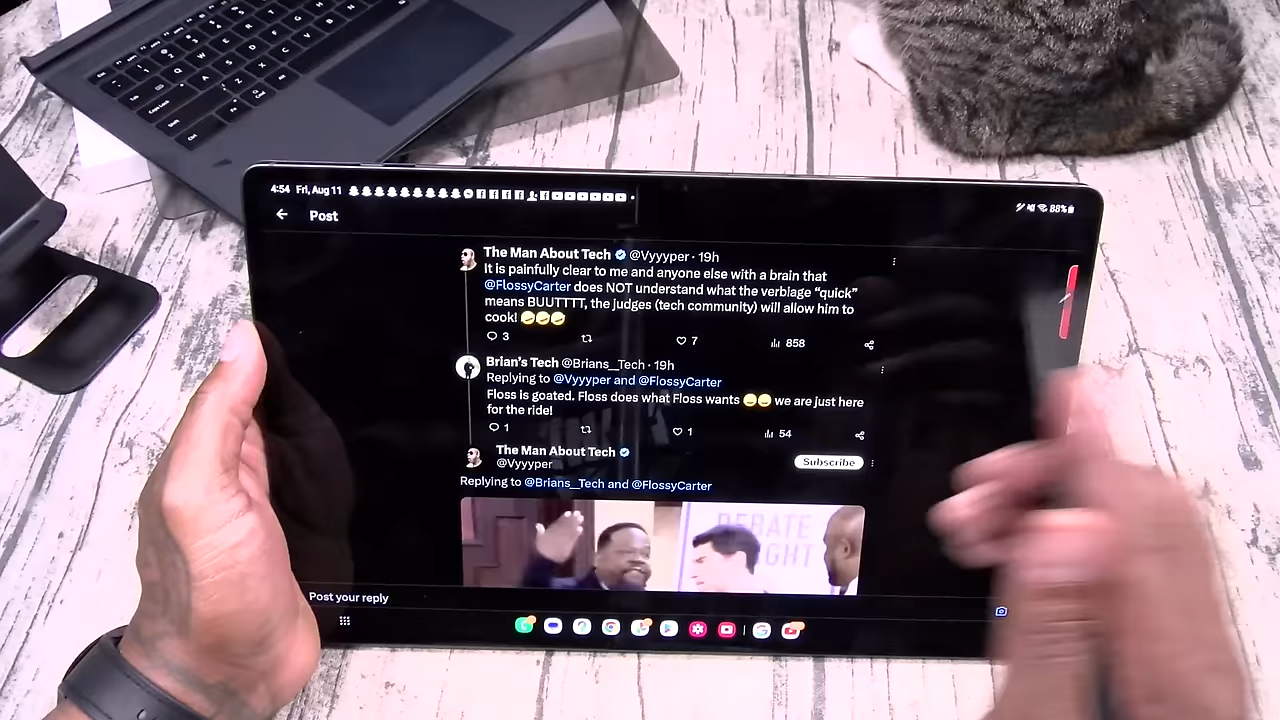 4:54 Fri, Aug 11
88%
Post
The Man About Tech @Vyyyper · 19h
It is painfully clear to me and anyone else with a brain that
@FlossyCarter does NOT understand what the verblage “quick”
means BUUTTTT, the judges (tech community) will allow him to
cook! 
3 7 858
Brian's Tech @Brians_Tech · 19h
Replying to @Vyyyper and @FlossyCarter
Floss is goated. Floss does what Floss wants we are just here
for the ride!
1 1 54
The Man About Tech
@Vyyyper
Subscribe
Replying to @Brians_Tech and @FlossyCarter
DEBATE
Post your reply